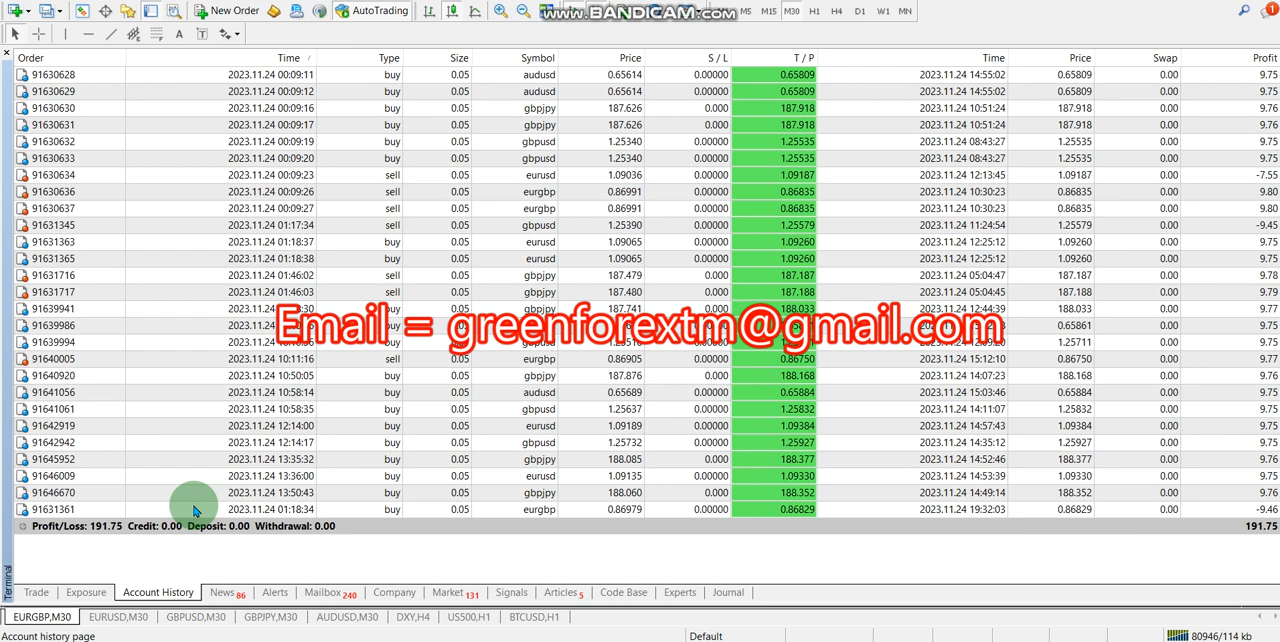 New Order AutoTrading www.BANDICAM.com M5 M15 M30 H1 H4 D1 W1 MN 1
Order Time / Type Size Symbol Price S / L T / P Time Price Swap Profit
91630628 2023.11.24 00:09:11 buy 0.05 audusd 0.65614 0.00000 0.65809 2023.11.24 14:55:02 0.65809 0.00 9.75
91630629 2023.11.24 00:09:12 buy 0.05 audusd 0.65614 0.00000 0.65809 2023.11.24 14:55:02 0.65809 0.00 9.75
91630630 2023.11.24 00:09:16 buy 0.05 gbpjpy 187.626 0.000 187.918 2023.11.24 10:51:24 187.918 0.00 9.76
91630631 2023.11.24 00:09:17 buy 0.05 gbpjpy 187.626 0.000 187.918 2023.11.24 10:51:24 187.918 0.00 9.76
91630632 2023.11.24 00:09:19 buy 0.05 gbpusd 1.25340 0.00000 1.25535 2023.11.24 08:43:27 1.25535 0.00 9.75
91630633 2023.11.24 00:09:20 buy 0.05 gbpusd 1.25340 0.00000 1.25535 2023.11.24 08:43:27 1.25535 0.00 9.75
91630634 2023.11.24 00:09:23 sell 0.05 eurusd 1.09036 0.00000 1.09187 2023.11.24 12:13:45 1.09187 0.00 -7.55
91630636 2023.11.24 00:09:26 sell 0.05 eurgbp 0.86991 0.00000 0.86835 2023.11.24 10:30:23 0.86835 0.00 9.80
91630637 2023.11.24 00:09:27 sell 0.05 eurgbp 0.86991 0.00000 0.86835 2023.11.24 10:30:23 0.86835 0.00 9.80
91631345 2023.11.24 01:17:34 sell 0.05 gbpusd 1.25390 0.00000 1.25579 2023.11.24 11:24:54 1.25579 0.00 -9.45
91631363 2023.11.24 01:18:37 buy 0.05 eurusd 1.09065 0.00000 1.09260 2023.11.24 12:25:12 1.09260 0.00 9.75
91631365 2023.11.24 01:18:38 buy 0.05 eurusd 1.09065 0.00000 1.09260 2023.11.24 12:25:12 1.09260 0.00 9.75
91631716 2023.11.24 01:46:02 sell 0.05 gbpjpy 187.479 0.000 187.187 2023.11.24 05:04:47 187.187 0.00 9.78
91631717 2023.11.24 01:46:03 sell 0.05 gbpjpy 187.480 0.000 187.188 2023.11.24 05:04:45 187.188 0.00 9.79
91639941 buy 0.05 gbpjpy 187.741 0.000 188.033 2023.11.24 12:44:39 188.033 0.00 9.77
Email = greenforextm@gmail.com
91639986 0.65861 0.00 9.75
91639994 1.25711 0.00 9.75
91640005 2023.11.24 10:11:16 sell 0.05 eurgbp 0.86905 0.00000 0.86750 2023.11.24 15:12:10 0.86750 0.00 9.77
91640920 2023.11.24 10:50:05 buy 0.05 gbpjpy 187.876 0.000 188.168 2023.11.24 14:07:23 188.168 0.00 9.76
91641056 2023.11.24 10:58:14 buy 0.05 audusd 0.65689 0.00000 0.65884 2023.11.24 15:03:46 0.65884 0.00 9.75
91641061 2023.11.24 10:58:35 buy 0.05 gbpusd 1.25637 0.00000 1.25832 2023.11.24 14:11:07 1.25832 0.00 9.75
91642919 2023.11.24 12:14:00 buy 0.05 eurusd 1.09189 0.00000 1.09384 2023.11.24 14:57:43 1.09384 0.00 9.75
91642942 2023.11.24 12:14:17 buy 0.05 gbpusd 1.25732 0.00000 1.25927 2023.11.24 14:35:12 1.25927 0.00 9.75
91645952 2023.11.24 13:35:32 buy 0.05 gbpjpy 188.085 0.000 188.377 2023.11.24 14:52:46 188.377 0.00 9.76
91646009 2023.11.24 13:36:00 buy 0.05 eurusd 1.09135 0.00000 1.09330 2023.11.24 14:53:39 1.09330 0.00 9.75
91646670 2023.11.24 13:50:43 buy 0.05 gbpjpy 188.060 0.000 188.352 2023.11.24 14:49:14 188.352 0.00 9.76
91631361 2023.11.24 01:18:34 buy 0.05 eurgbp 0.86979 0.00000 0.86829 2023.11.24 19:32:03 0.86829 0.00 -9.46
Profit/Loss: 191.75 Credit: 0.00 Deposit: 0.00 Withdrawal: 0.00 191.75
Terminal
Trade Exposure Account History News 86 Alerts Mailbox 240 Company Market 131 Signals Articles 5 Code Base Experts Journal
EURGBP,M30 EURUSD,M30 GBPUSD,M30 GBPJPY,M30 AUDUSD,M30 DXY,H4 US500,H1 BTCUSD,H1
Account history page Default 80946/114 kb